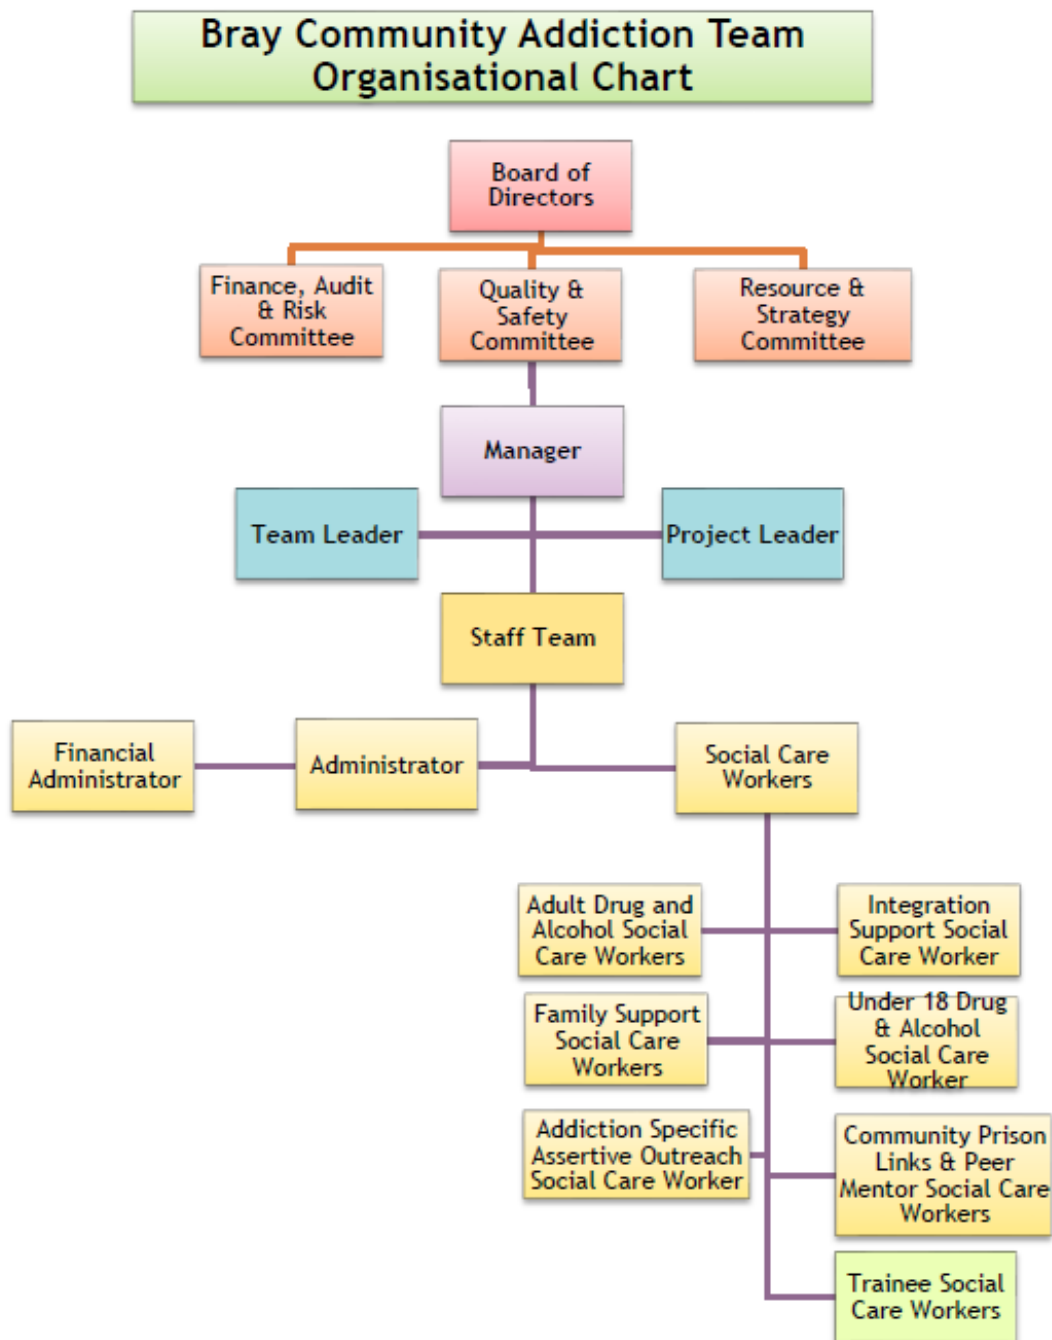 Bray Community Addiction Team
Organisational Chart
Board of
Directors
Finance, Audit
& Risk
Committee
Quality &
Safety
Committee
Resource &
Strategy
Committee
Manager
Team Leader
Project Leader
Staff Team
Financial
Administrator
Administrator
Social Care
Workers
Adult Drug and
Alcohol Social
Care Workers
Integration
Support Social
Care Worker
Family Support
Social Care
Workers
Under 18 Drug
& Alcohol
Social Care
Worker
Addiction Specific
Assertive Outreach
Social Care Worker
Community Prison
Links & Peer
Mentor Social Care
Workers
Trainee Social
Care Workers